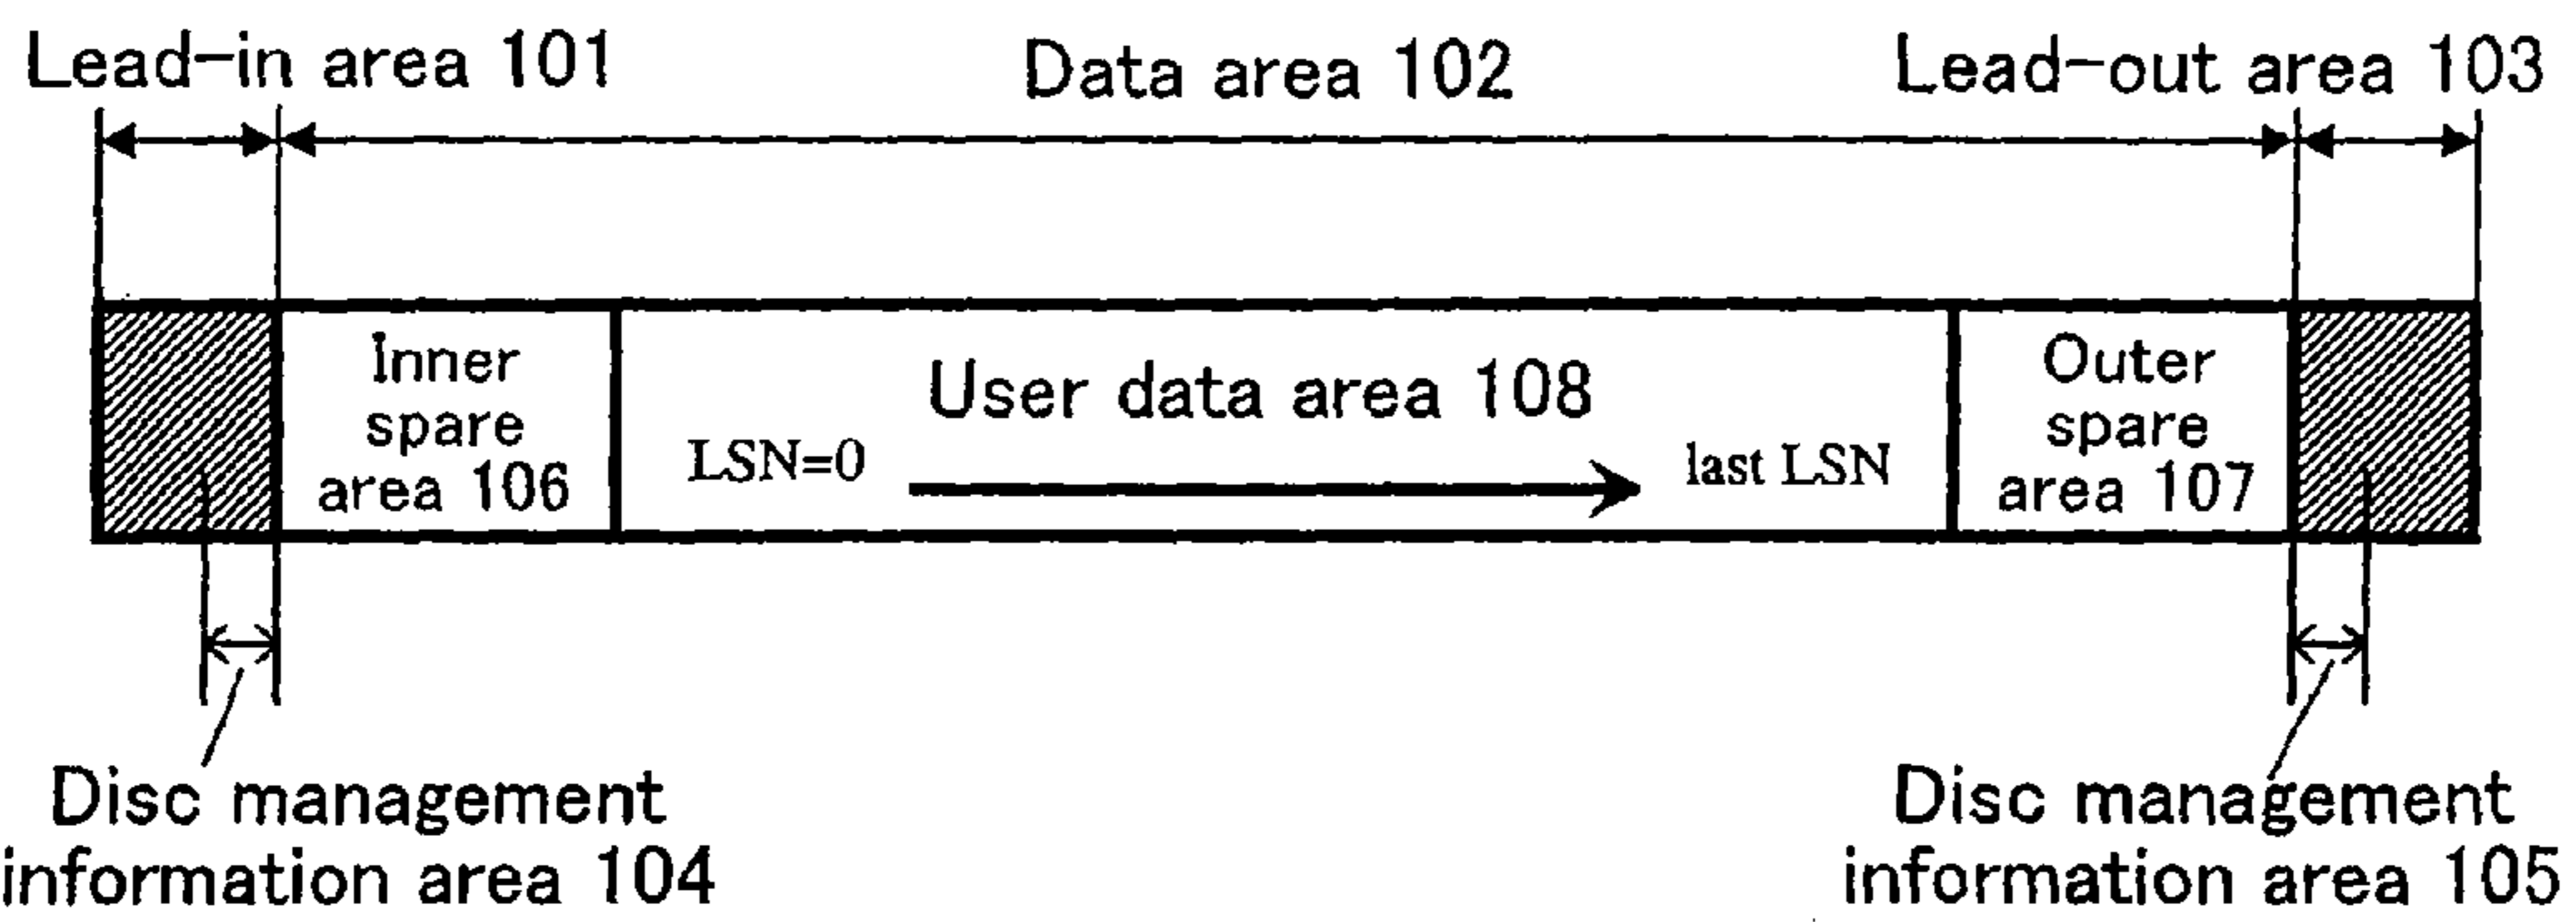 Lead-in area 101
Data area 102
Lead-out area 103
Inner
spare
area 106
User data area 108
LSN=0
last LSN
Outer
spare
area 107
Disc management
information area 104
Disc management
information area 105